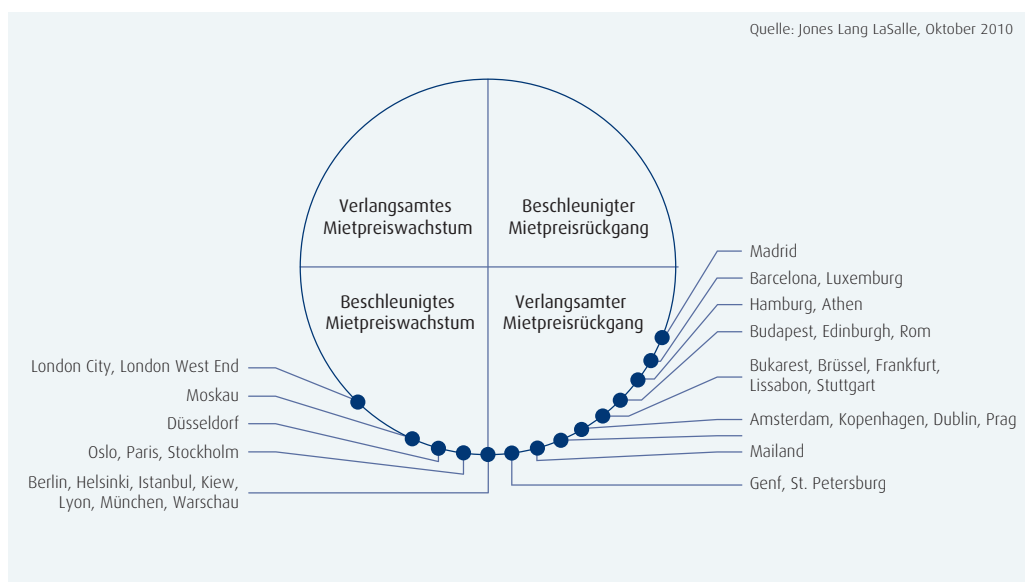 Quelle: Jones Lang LaSalle, Oktober 2010
Verlangsamtes
Mietpreiswachstum
Beschleunigter
Mietpreisrückgang
Beschleunigtes
Mietpreiswachstum
Verlangsamter
Mietpreisrückgang
Madrid
Barcelona, Luxemburg
Hamburg, Athen
Budapest, Edinburgh, Rom
Bukarest, Brüssel, Frankfurt,
Lissabon, Stuttgart
Amsterdam, Kopenhagen, Dublin, Prag
Mailand
Genf, St. Petersburg
London City, London West End
Moskau
Düsseldorf
Oslo, Paris, Stockholm
Berlin, Helsinki, Istanbul, Kiew,
Lyon, München, Warschau